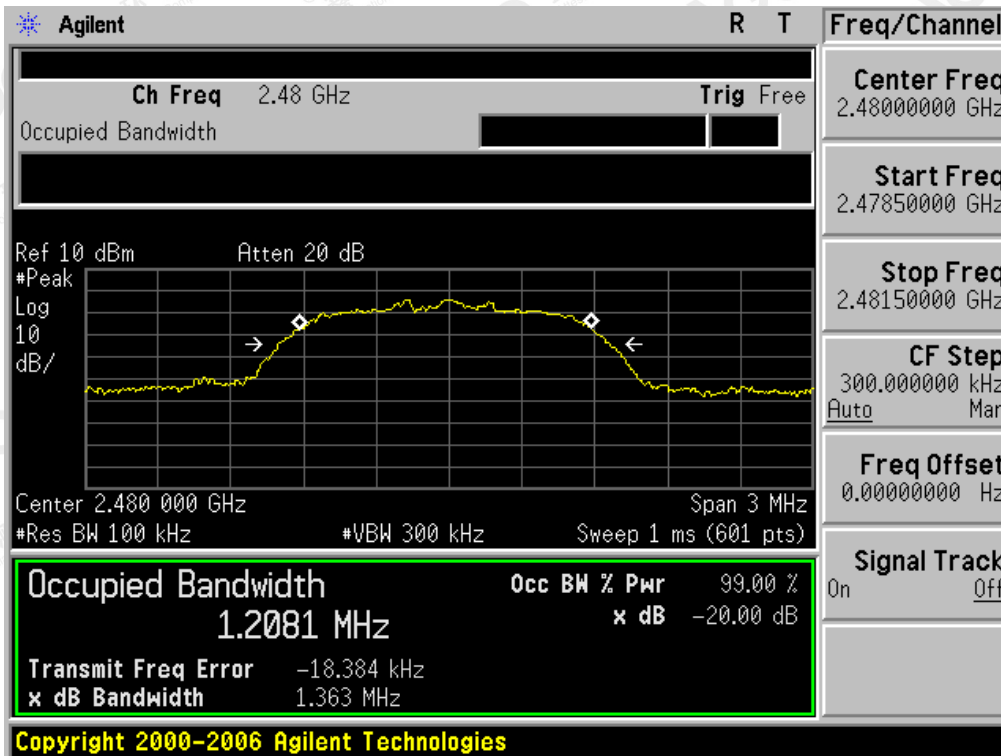 Agilent R T
Freq/Channel
Ch Freq 2.48 GHz Trig Free
Occupied Bandwidth
Center Freq
2.48000000 GHz
Start Freq
2.47850000 GHz
Stop Freq
2.48150000 GHz
CF Step
300.000000 kHz
Auto Man
Freq Offset
0.00000000 Hz
Signal Track
On Off
Ref 10 dBm Atten 20 dB
#Peak
Log
10
dB/
Center 2.480 000 GHz Span 3 MHz
#Res BW 100 kHz #VBW 300 kHz Sweep 1 ms (601 pts)
Occupied Bandwidth Occ BW % Pwr 99.00 %
1.2081 MHz x dB -20.00 dB
Transmit Freq Error -18.384 kHz
x dB Bandwidth 1.363 MHz
Copyright 2000-2006 Agilent Technologies